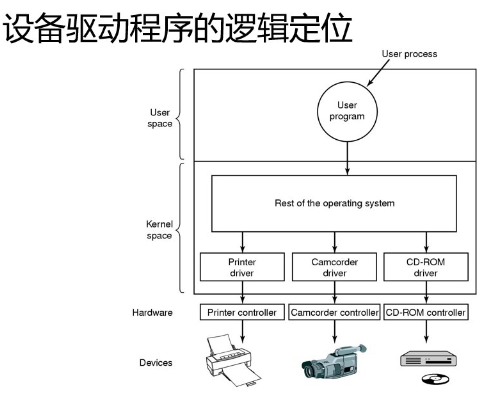 设备驱动程序的逻辑定位
User process
User
space
User
program
Kernel
space
Rest of the operating system
Printer
driver
Camcorder
driver
CD-ROM
driver
Hardware
Printer controller
Camcorder controller
CD-ROM controller
Devices